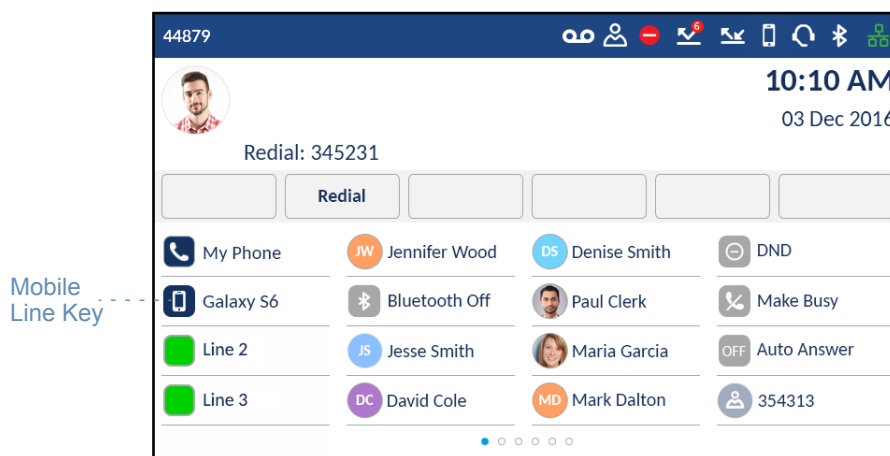 44879
6
10:10 AM
03 Dec 2016
Redial: 345231
Redial
My Phone
JW Jennifer Wood
DS Denise Smith
DND
Mobile
Line Key
Galaxy S6
Bluetooth Off
Paul Clerk
Make Busy
Line 2
JS Jesse Smith
Maria Garcia
OFF Auto Answer
Line 3
DC David Cole
MD Mark Dalton
354313